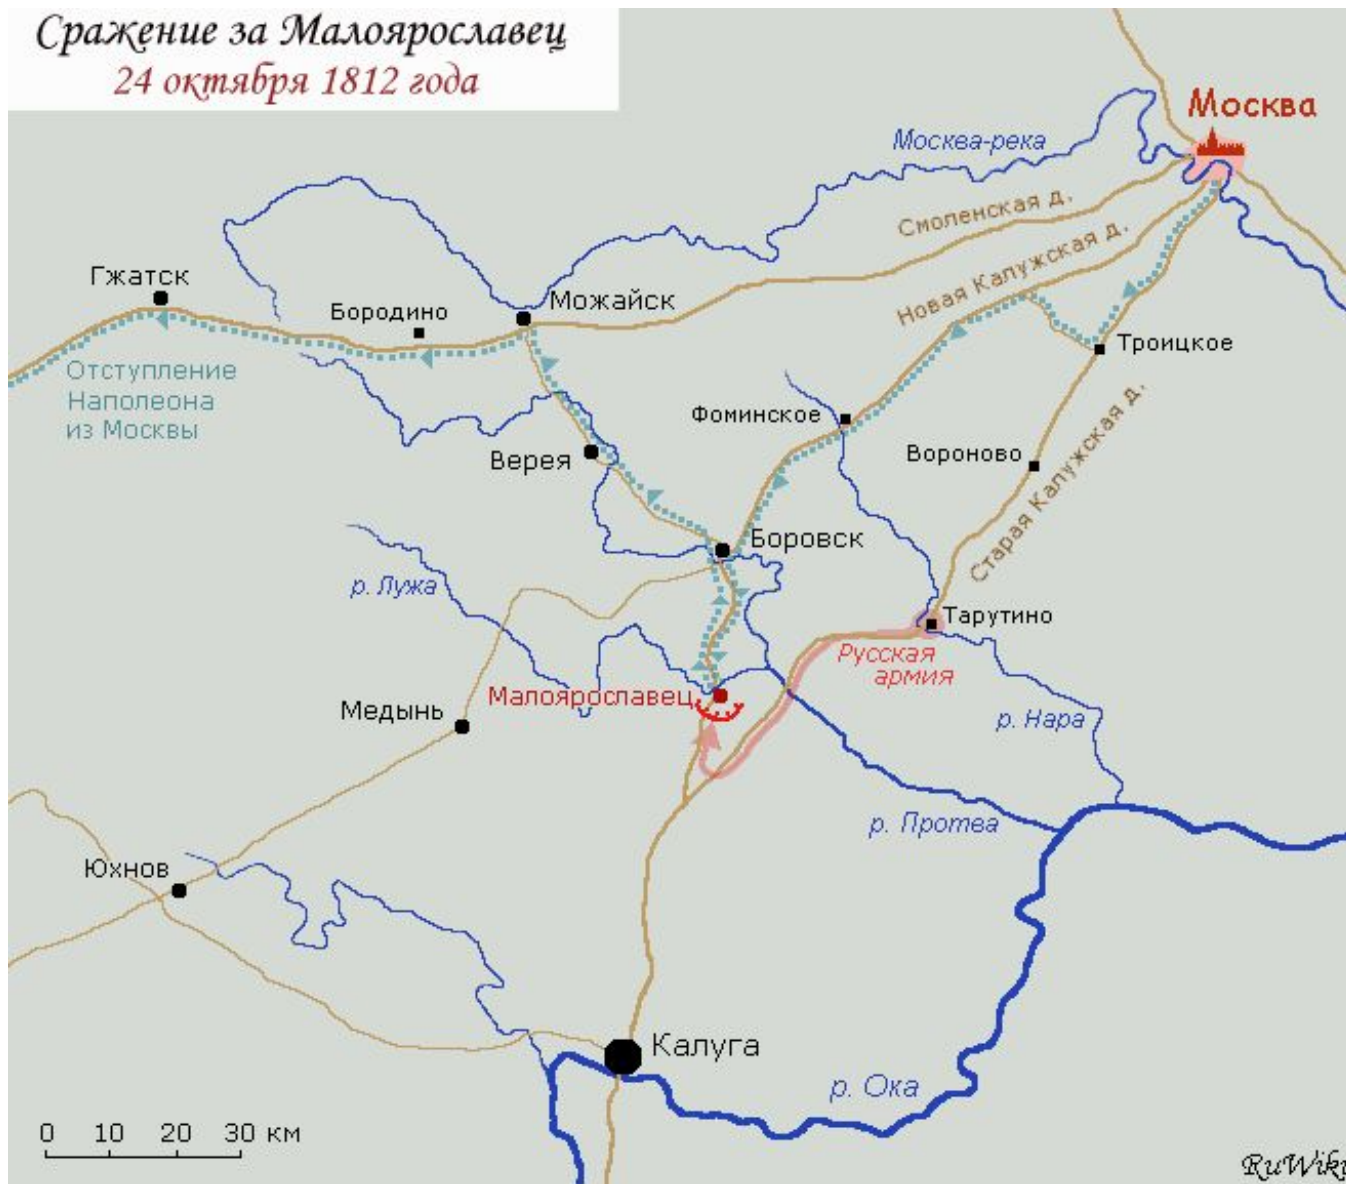 Сражение за Малоярославец
24 октября 1812 года
Москва
Москва-река
Смоленская д.
Новая Калужская д.
Гжатск
Бородино
Можайск
Троицкое
Отступление
Наполеона
из Москвы
Фоминское
Верея
Вороново
Старая Калужская д.
Боровск
р. Лужа
Тарутино
Русская
армия
Малоярославец
Медынь
р. Нара
р. Протва
Юхнов
Калуга
р. Ока
0 10 20 30 км
RuWiki